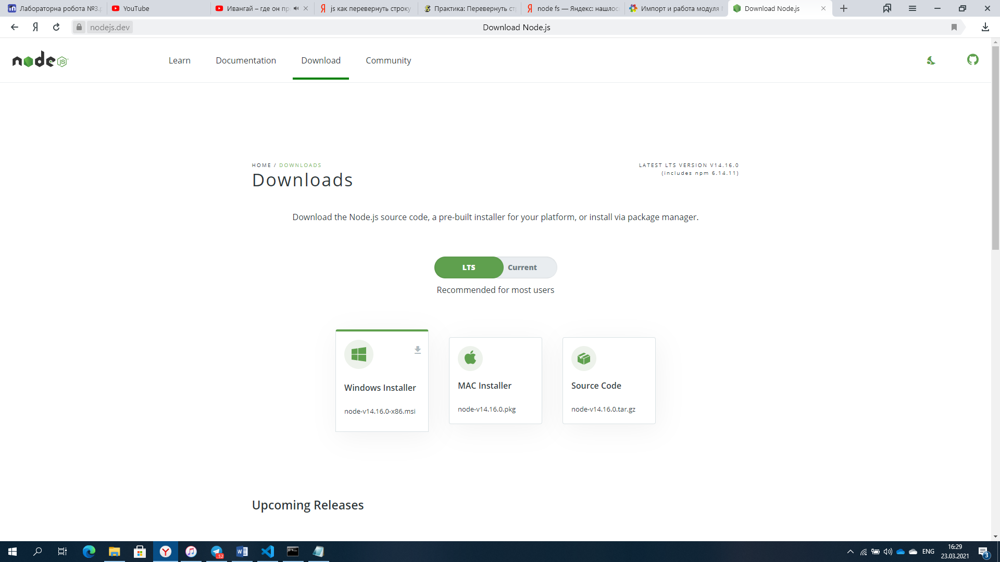 Лабораторна робота №3.p
YouTube
Ивангай – где он пр
js как перевернуть строку
Практика: Перевернуть ст
node fs — Яндекс: нашлос
Импорт и работа модуля
Download Node.js
Я
nodejs.dev
Download Node.js
node JS
Learn
Documentation
Download
Community
HOME / DOWNLOADS
LATEST LTS VERSION V14.16.0
(includes npm 6.14.11)
Downloads
Download the Node.js source code, a pre-built installer for your platform, or install via package manager.
LTS
Current
Recommended for most users
Windows Installer
node-v14.16.0-x86.msi
MAC Installer
node-v14.16.0.pkg
Source Code
node-v14.16.0.tar.gz
Upcoming Releases
52
ENG
16:29
23.03.2021
3